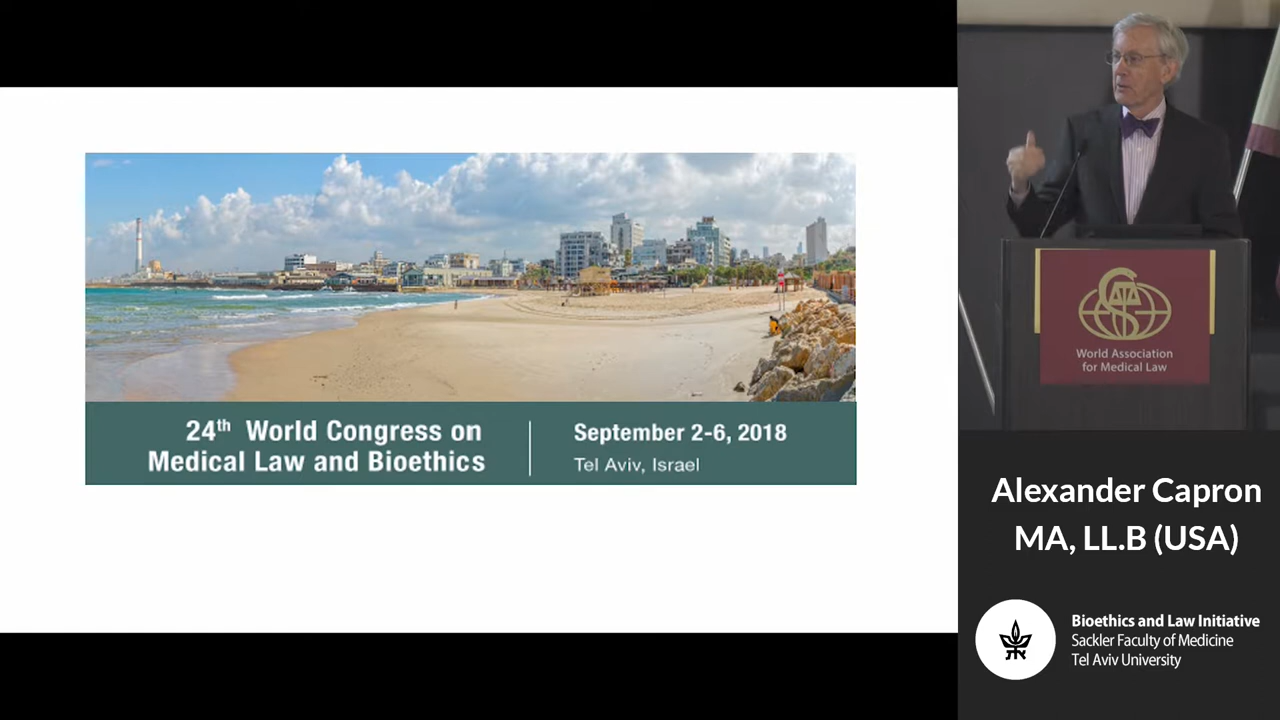 24th World Congress on
Medical Law and Bioethics
September 2-6, 2018
Tel Aviv, Israel
World Association
for Medical Law
Alexander Capron
MA, LL.B (USA)
Bioethics and Law Initiative
Sackler Faculty of Medicine
Tel Aviv University